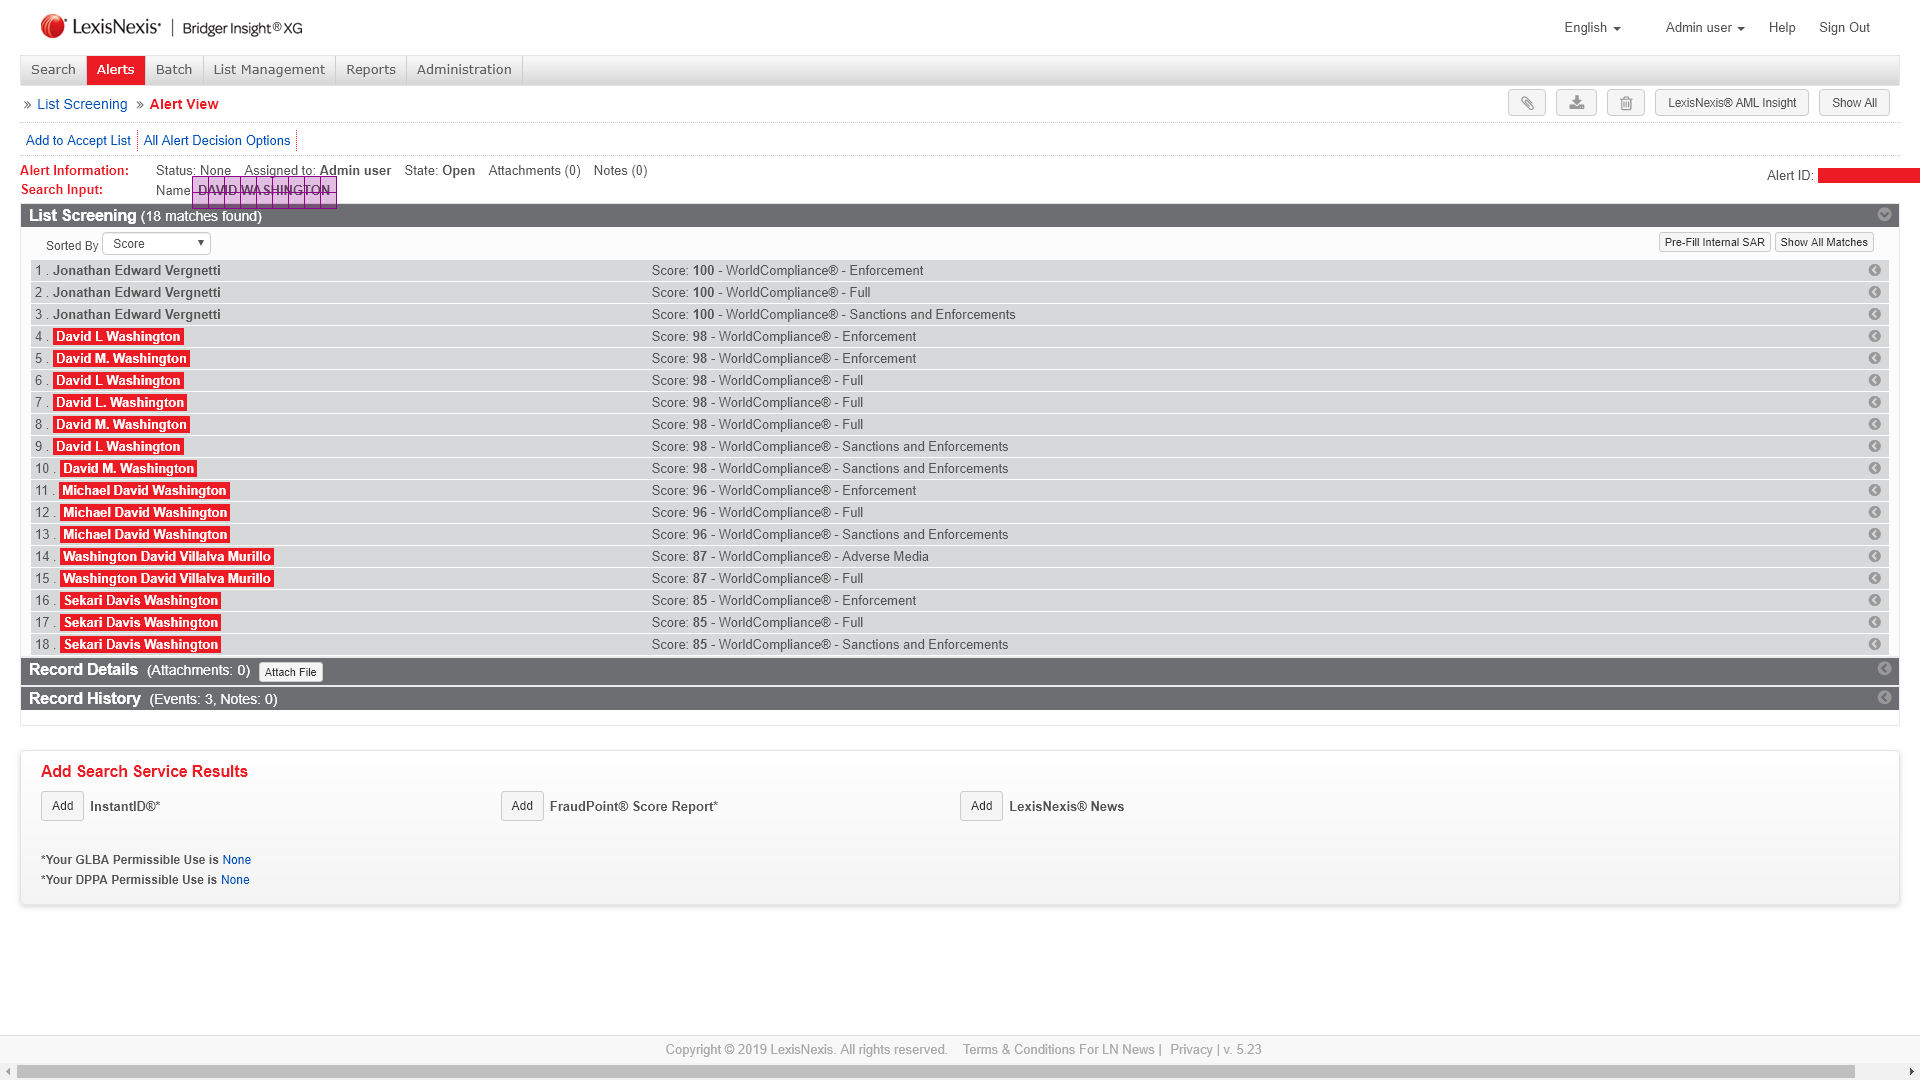 LexisNexis® | Bridger Insight® XG
English Admin user Help Sign Out
Search Alerts Batch List Management Reports Administration
» List Screening » Alert View
LexisNexis® AML Insight Show All
Add to Accept List All Alert Decision Options
Alert Information: Status: None Assigned to: Admin user State: Open Attachments (0) Notes (0)
Alert ID:
Search Input: Name DAVID WASHINGTON
List Screening (18 matches found)
Sorted By Score Pre-Fill Internal SAR Show All Matches
1 . Jonathan Edward Vergnetti Score: 100 - WorldCompliance® - Enforcement
2 . Jonathan Edward Vergnetti Score: 100 - WorldCompliance® - Full
3 . Jonathan Edward Vergnetti Score: 100 - WorldCompliance® - Sanctions and Enforcements
4 . David L Washington Score: 98 - WorldCompliance® - Enforcement
5 . David M. Washington Score: 98 - WorldCompliance® - Enforcement
6 . David L Washington Score: 98 - WorldCompliance® - Full
7 . David L. Washington Score: 98 - WorldCompliance® - Full
8 . David M. Washington Score: 98 - WorldCompliance® - Full
9 . David L Washington Score: 98 - WorldCompliance® - Sanctions and Enforcements
10 . David M. Washington Score: 98 - WorldCompliance® - Sanctions and Enforcements
11 . Michael David Washington Score: 96 - WorldCompliance® - Enforcement
12 . Michael David Washington Score: 96 - WorldCompliance® - Full
13 . Michael David Washington Score: 96 - WorldCompliance® - Sanctions and Enforcements
14 . Washington David Villalva Murillo Score: 87 - WorldCompliance® - Adverse Media
15 . Washington David Villalva Murillo Score: 87 - WorldCompliance® - Full
16 . Sekari Davis Washington Score: 85 - WorldCompliance® - Enforcement
17 . Sekari Davis Washington Score: 85 - WorldCompliance® - Full
18 . Sekari Davis Washington Score: 85 - WorldCompliance® - Sanctions and Enforcements
Record Details (Attachments: 0) Attach File
Record History (Events: 3, Notes: 0)
Add Search Service Results
Add InstantID®* Add FraudPoint® Score Report* Add LexisNexis® News
*Your GLBA Permissible Use is None
*Your DPPA Permissible Use is None
Copyright © 2019 LexisNexis. All rights reserved. Terms & Conditions For LN News | Privacy | v. 5.23